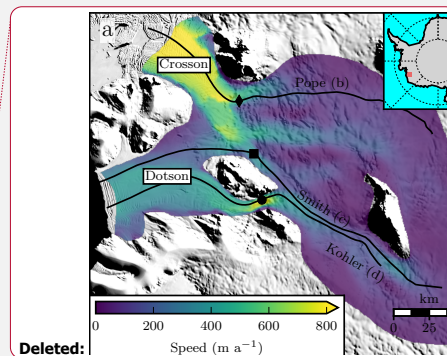 a
Crosson
Pope (b)
Dotson
Smith (c)
Kohler (d)
km
0 25
0 200 400 600 800
Speed (m a⁻¹)
Deleted: